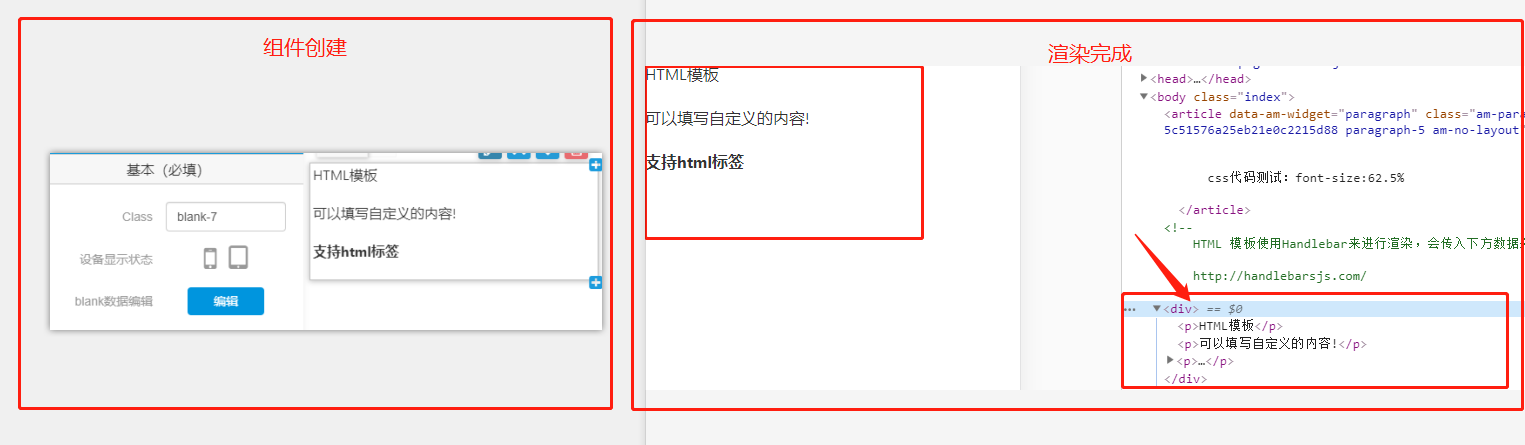 组件创建
基本（必填）
Class
blank-7
设备显示状态
blank数据编辑
编辑
HTML模板
可以填写自定义的内容!
支持html标签
渲染完成
HTML模板
可以填写自定义的内容!
支持html标签
<head>…</head>
<body class="index">
<article data-am-widget="paragraph" class="am-para
5c51576a25eb21e0c2215d88 paragraph-5 am-no-layout"
css代码测试：font-size:62.5%
</article>
<!--
HTML 模板使用Handlebar来进行渲染，会传入下方数据
http://handlebarsjs.com/
<div> == $0
<p>HTML模板</p>
<p>可以填写自定义的内容!</p>
<p>…</p>
</div>